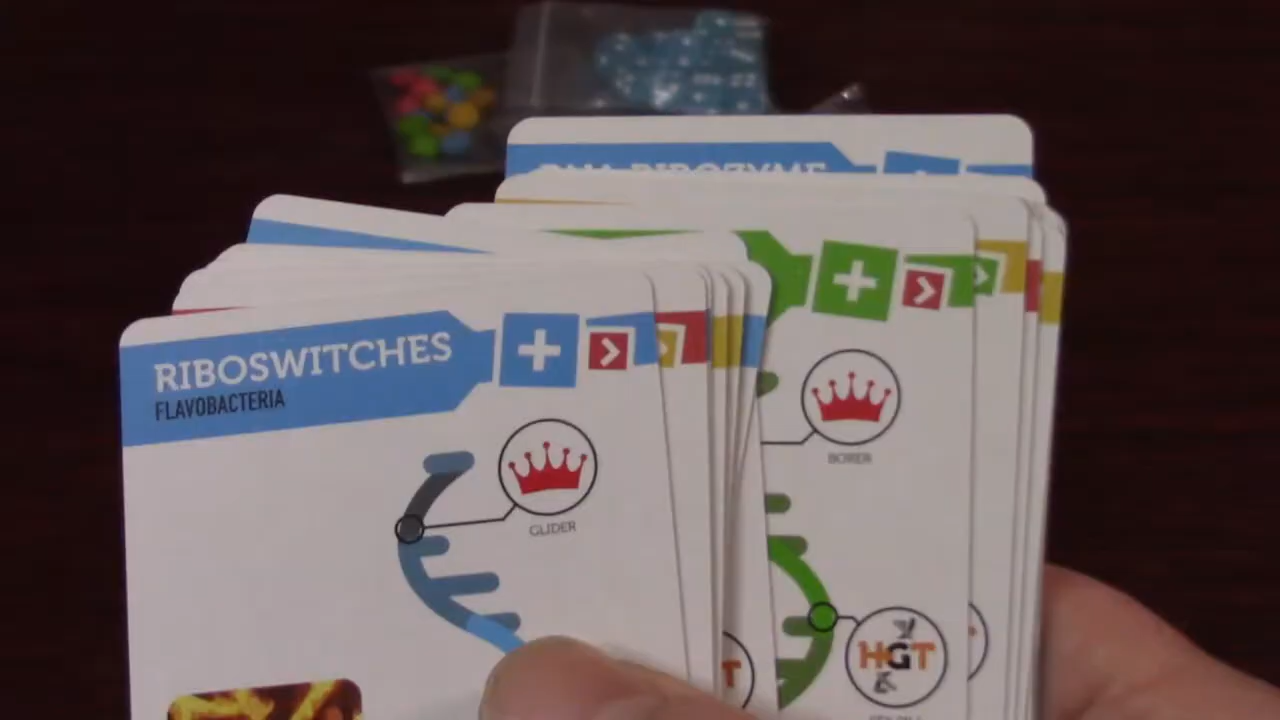 RIBOSWITCHES
FLAVOBACTERIA
GLIDER
BORER
HGT